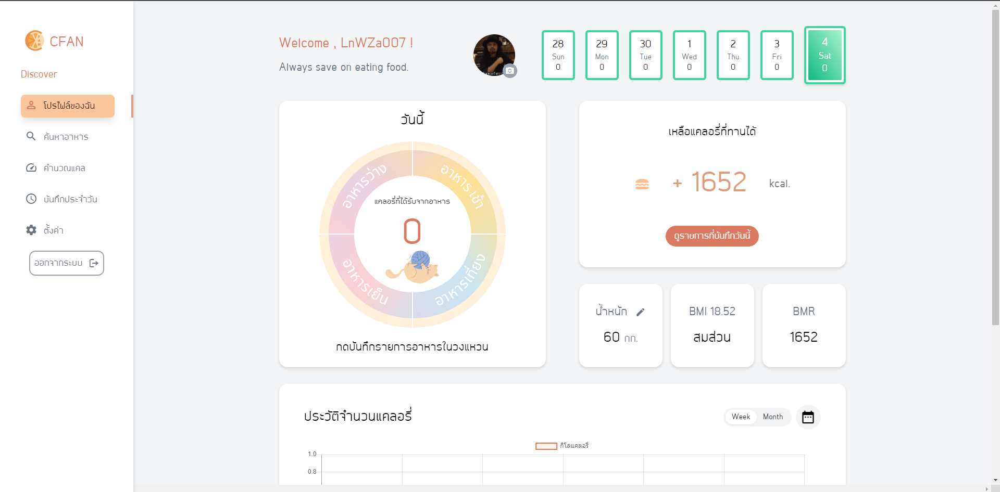 CFAN
Discover
โปรไฟล์ของฉัน
ค้นหาอาหาร
คำนวณแคล
บันทึกประจำวัน
ตั้งค่า
ออกจากระบบ
Welcome , LnWZa007 !
Always save on eating food.
28 29 30 1 2 3 4
Sun Mon Tue Wed Thu Fri Sat
0 0 0 0 0 0 0
วันนี้
อาหารว่าง
อาหารเช้า
แคลอรี่ที่ได้รับจากอาหาร
0
อาหารเย็น
อาหารเที่ยง
กดบันทึกรายการอาหารในวงแหวน
เหลือแคลอรี่ที่ทานได้
+ 1652 kcal.
ดูรายการที่บันทึกวันนี้
น้ำหนัก
60 กก.
BMI 18.52
สมส่วน
BMR
1652
ประวัติจำนวนแคลอรี่
Week Month
กิโลแคลอรี่
1.0
0.8